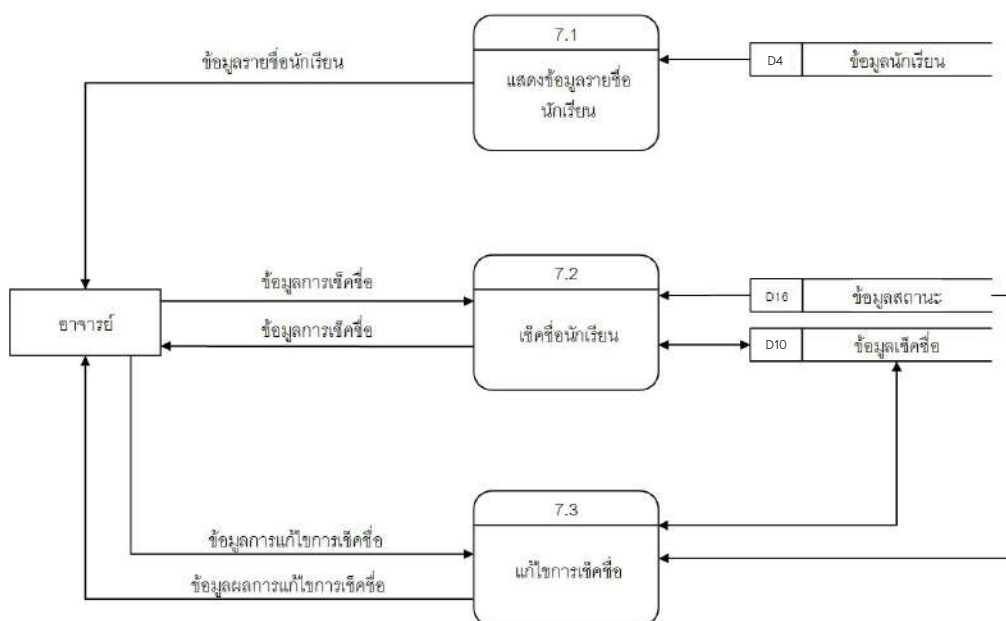 7.1
ข้อมูลรายชื่อนักเรียน
D4
ข้อมูลนักเรียน
แสดงข้อมูลรายชื่อ
นักเรียน
7.2
ข้อมูลการเช็คชื่อ
D16
ข้อมูลสถานะ
อาจารย์
ข้อมูลการเช็คชื่อ
เช็คชื่อนักเรียน
D10
ข้อมูลเช็คชื่อ
7.3
ข้อมูลการแก้ไขการเช็คชื่อ
แก้ไขการเช็คชื่อ
ข้อมูลผลการแก้ไขการเช็คชื่อ